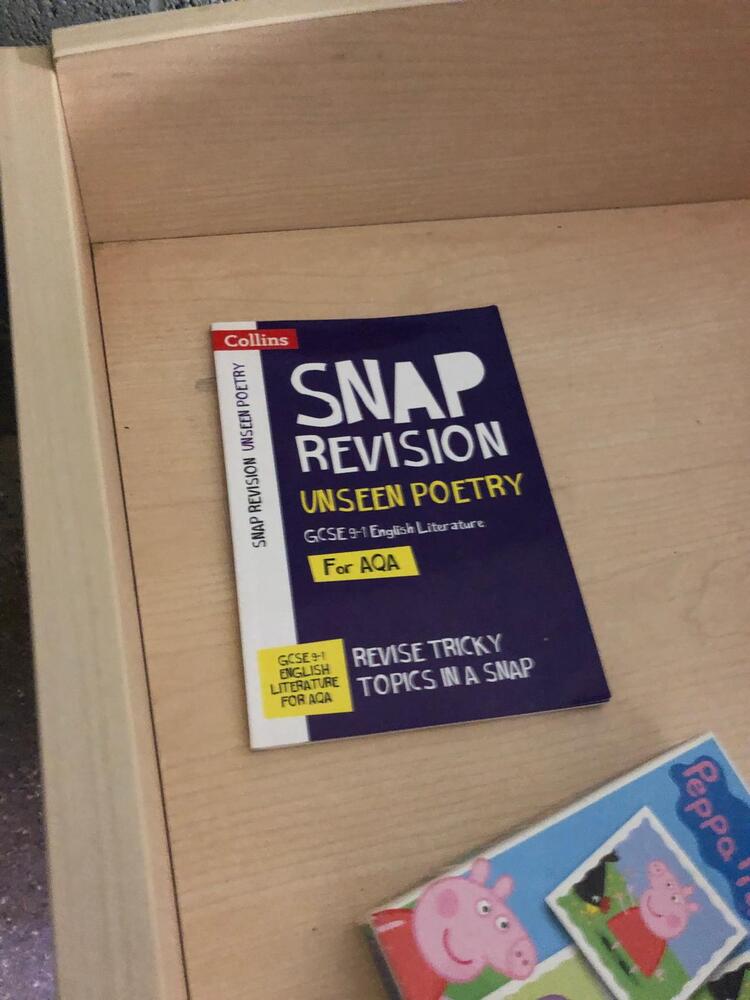 Collins
SNAP
REVISION
UNSEEN POETRY
GCSE 9-1 English Literature
For AQA
REVISE TRICKY
TOPICS IN A SNAP
GCSE 9-1
ENGLISH
LITERATURE
FOR AQA
SNAP REVISION UNSEEN POETRY
Peppa